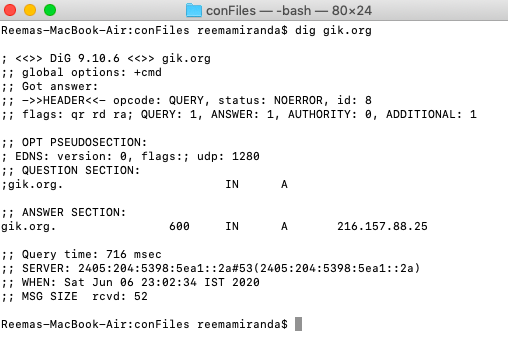 conFiles — -bash — 80×24
Reemas-MacBook-Air:conFiles reemamiranda$ dig gik.org

; <<>> DiG 9.10.6 <<>> gik.org
;; global options: +cmd
;; Got answer:
;; ->>HEADER<<- opcode: QUERY, status: NOERROR, id: 8
;; flags: qr rd ra; QUERY: 1, ANSWER: 1, AUTHORITY: 0, ADDITIONAL: 1

;; OPT PSEUDOSECTION:
; EDNS: version: 0, flags:; udp: 1280
;; QUESTION SECTION:
;gik.org.                       IN      A

;; ANSWER SECTION:
gik.org.                600     IN      A       216.157.88.25

;; Query time: 716 msec
;; SERVER: 2405:204:5398:5ea1::2a#53(2405:204:5398:5ea1::2a)
;; WHEN: Sat Jun 06 23:02:34 IST 2020
;; MSG SIZE  rcvd: 52

Reemas-MacBook-Air:conFiles reemamiranda$